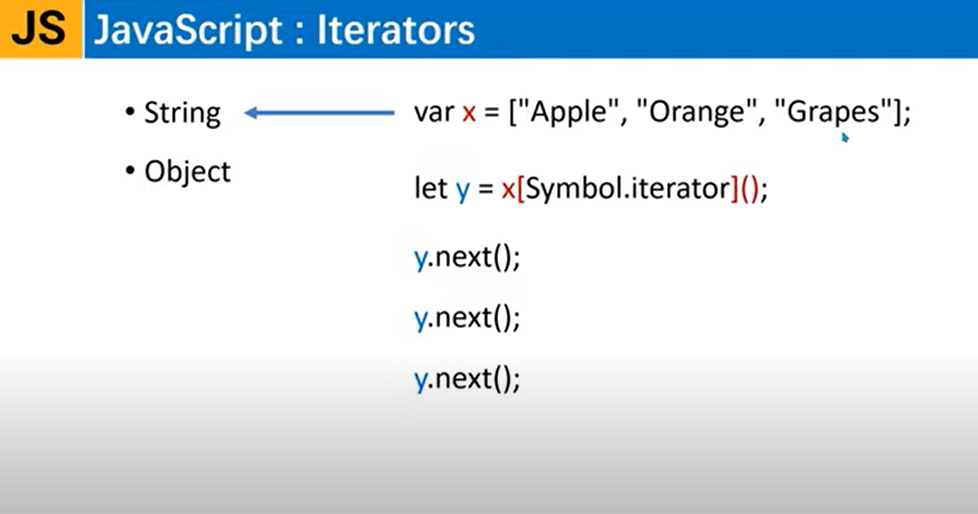 JS JavaScript : Iterators
• String
• Object
var x = ["Apple", "Orange", "Grapes"];
let y = x[Symbol.iterator]();
y.next();
y.next();
y.next();